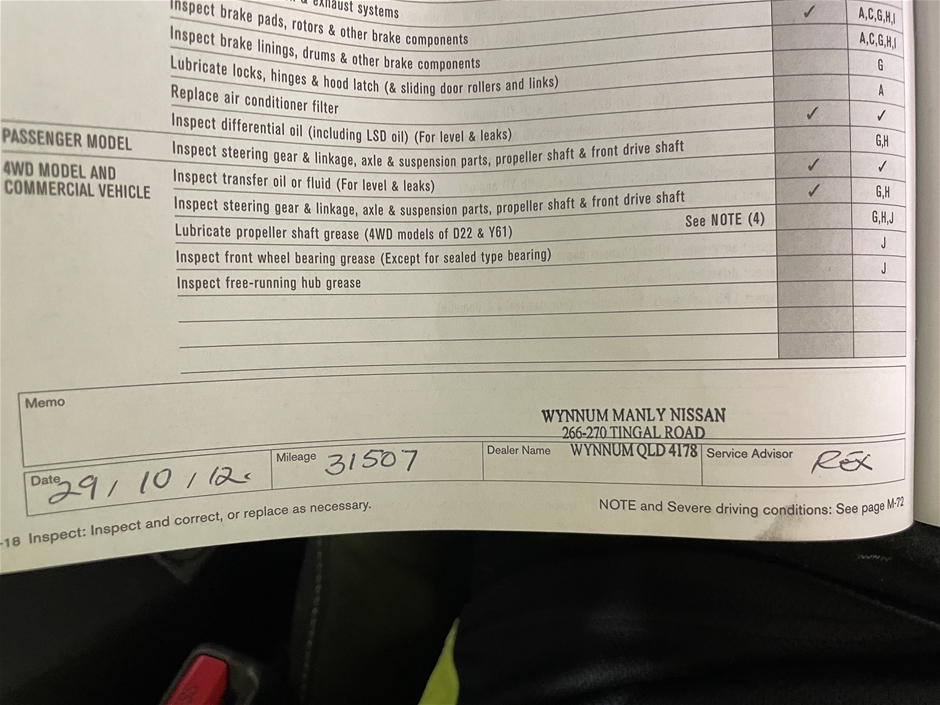 & exhaust systems
Inspect brake pads, rotors & other brake components ✓ A,C,G,H,I
Inspect brake linings, drums & other brake components A,C,G,H,I
Lubricate locks, hinges & hood latch (& sliding door rollers and links) G
Replace air conditioner filter A
Inspect differential oil (including LSD oil) (For level & leaks) ✓ ✓
PASSENGER MODEL Inspect steering gear & linkage, axle & suspension parts, propeller shaft & front drive shaft G,H
4WD MODEL AND Inspect transfer oil or fluid (For level & leaks) ✓ ✓
COMMERCIAL VEHICLE Inspect steering gear & linkage, axle & suspension parts, propeller shaft & front drive shaft ✓ G,H
Lubricate propeller shaft grease (4WD models of D22 & Y61) See NOTE (4) G,H,J
Inspect front wheel bearing grease (Except for sealed type bearing) J
Inspect free-running hub grease J
Memo
WYNNUM MANLY NISSAN
266-270 TINGAL ROAD
WYNNUM QLD 4178
Date 29/10/12. Mileage 31507 Dealer Name Service Advisor REX
-18 Inspect: Inspect and correct, or replace as necessary. NOTE and Severe driving conditions: See page M-72